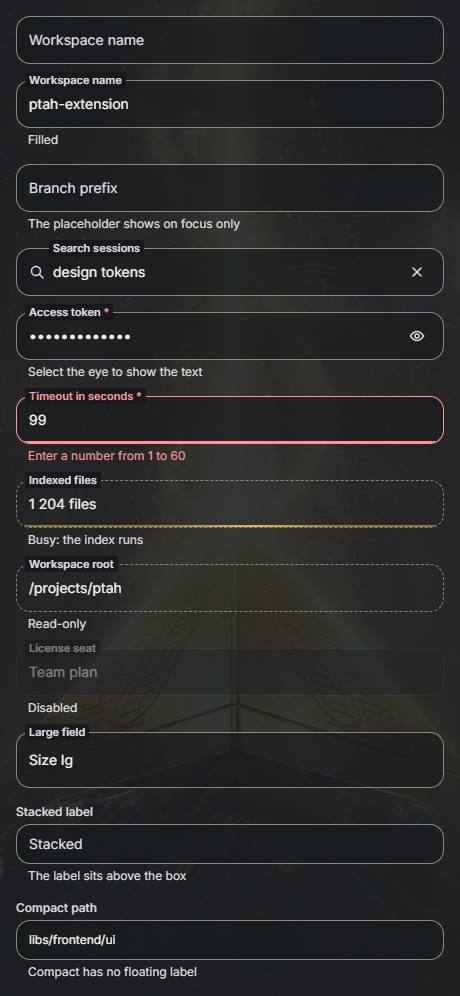 Workspace name
Workspace name
ptah-extension
Filled
Branch prefix
The placeholder shows on focus only
Search sessions
design tokens
Access token *
•••••••••••••
Select the eye to show the text
Timeout in seconds *
99
Enter a number from 1 to 60
Indexed files
1 204 files
Busy: the index runs
Workspace root
/projects/ptah
Read-only
License seat
Team plan
Disabled
Large field
Size lg
Stacked label
Stacked
The label sits above the box
Compact path
libs/frontend/ui
Compact has no floating label